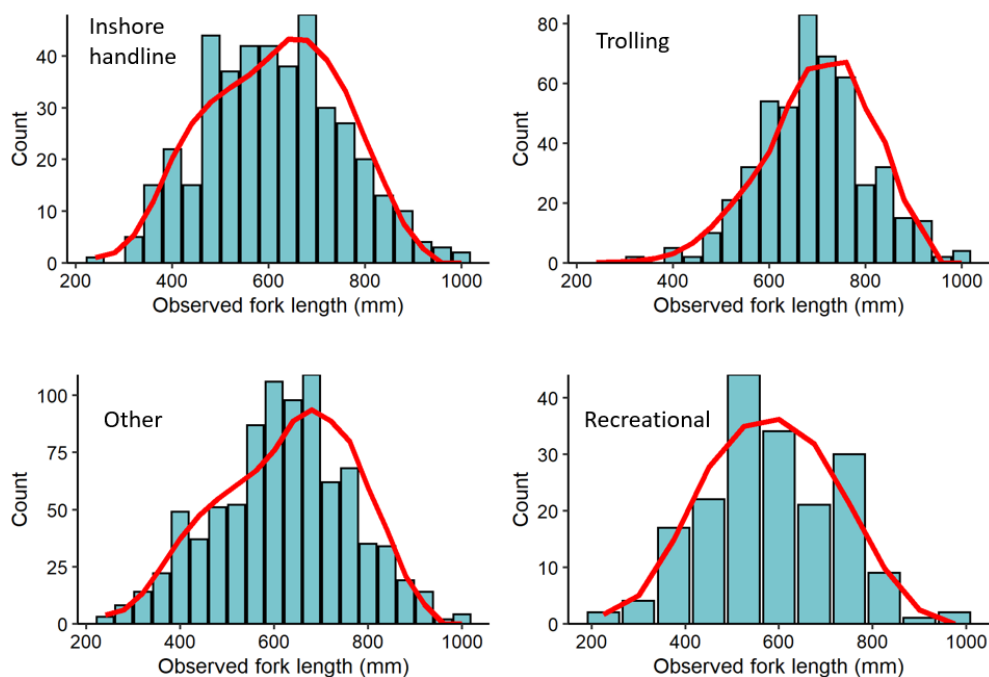 Inshore
handline
Count
40
30
20
10
0
200 400 600 800 1000
Observed fork length (mm)
Trolling
Count
80
60
40
20
0
200 400 600 800 1000
Observed fork length (mm)
Other
Count
100
75
50
25
0
200 400 600 800 1000
Observed fork length (mm)
Recreational
Count
40
30
20
10
0
200 400 600 800 1000
Observed fork length (mm)